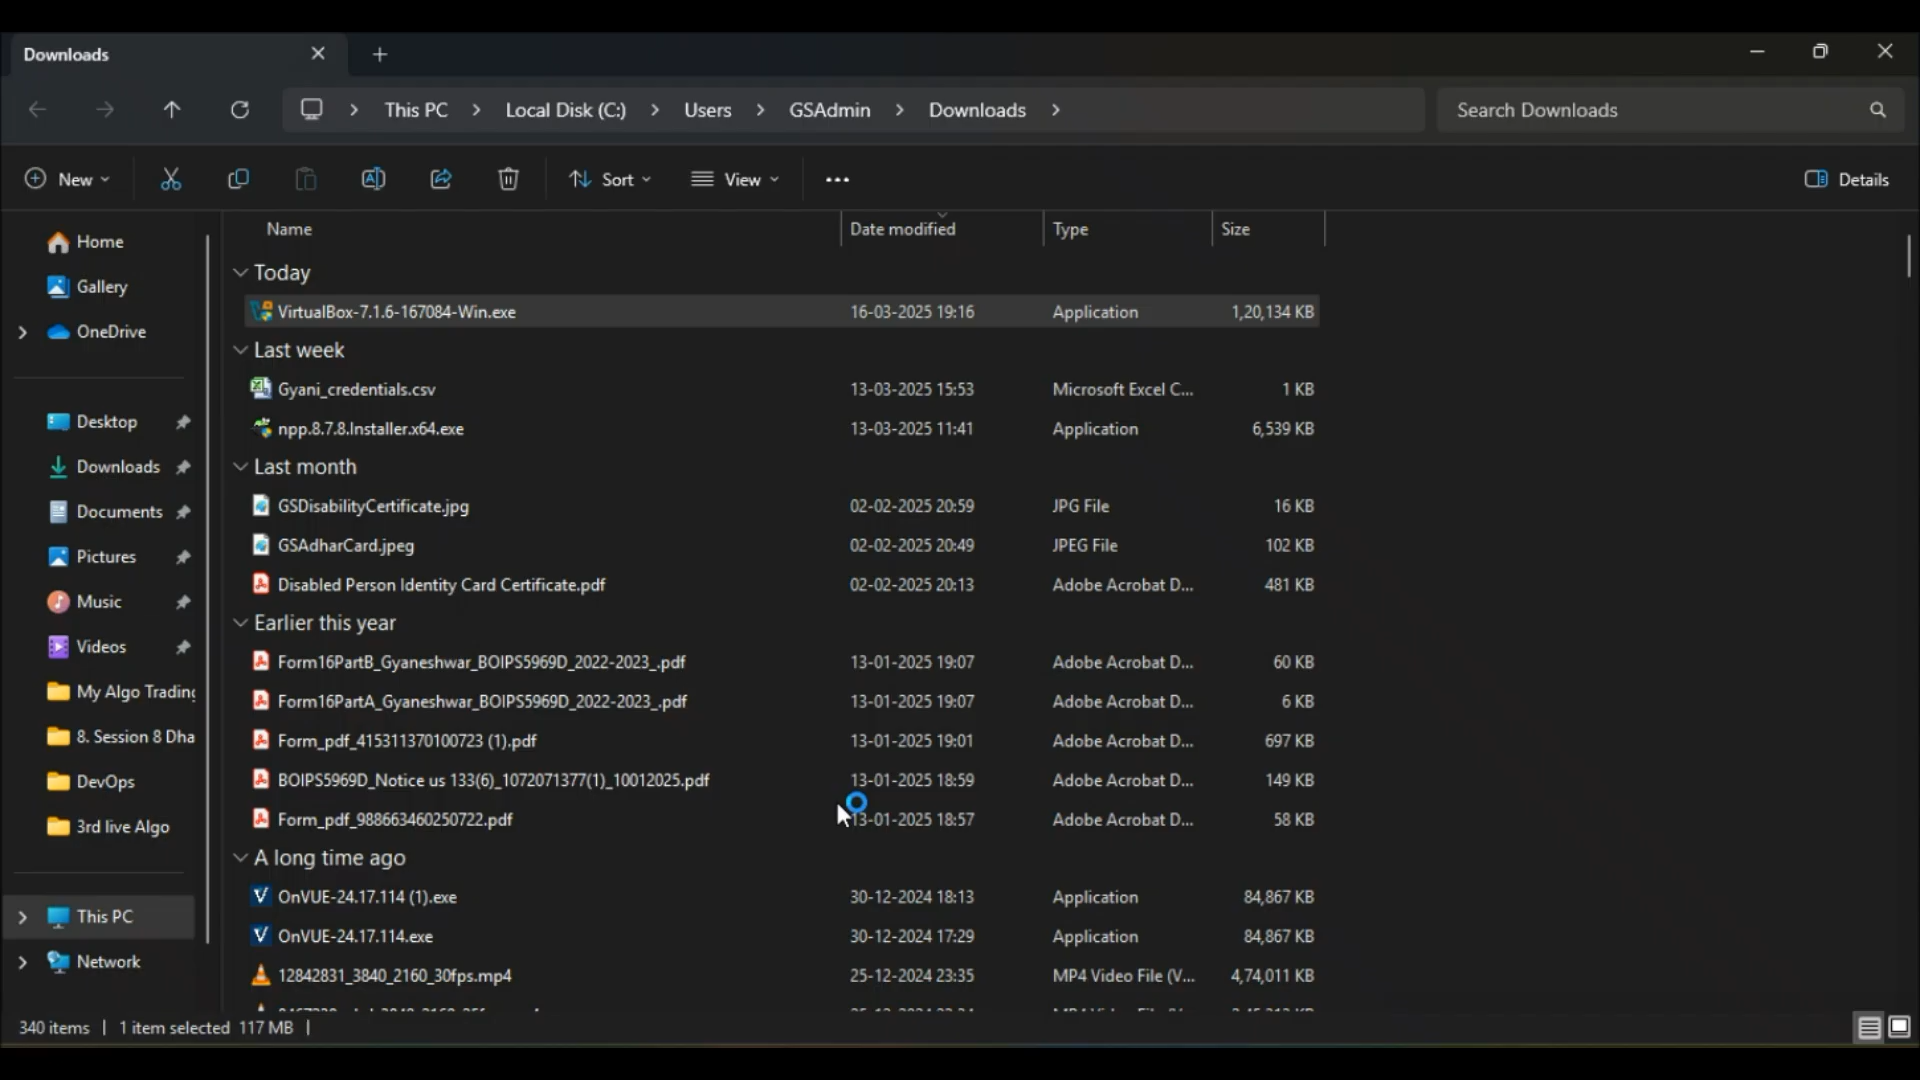 Downloads
This PC > Local Disk (C:) > Users > GSAdmin > Downloads >
Search Downloads
New
Sort
View
Details
Home
Gallery
OneDrive
Desktop
Downloads
Documents
Pictures
Music
Videos
My Algo Trading
8. Session 8 Dha
DevOps
3rd live Algo
This PC
Network
Name Date modified Type Size
Today
VirtualBox-7.1.6-167084-Win.exe 16-03-2025 19:16 Application 1,20,134 KB
Last week
Gyani_credentials.csv 13-03-2025 15:53 Microsoft Excel C... 1 KB
npp.8.7.8.Installer.x64.exe 13-03-2025 11:41 Application 6,539 KB
Last month
GSDisabilityCertificate.jpg 02-02-2025 20:59 JPG File 16 KB
GSAdharCard.jpeg 02-02-2025 20:49 JPEG File 102 KB
Disabled Person Identity Card Certificate.pdf 02-02-2025 20:13 Adobe Acrobat D... 481 KB
Earlier this year
Form16PartB_Gyaneshwar_BOIPS5969D_2022-2023_.pdf 13-01-2025 19:07 Adobe Acrobat D... 60 KB
Form16PartA_Gyaneshwar_BOIPS5969D_2022-2023_.pdf 13-01-2025 19:07 Adobe Acrobat D... 6 KB
Form_pdf_415311370100723 (1).pdf 13-01-2025 19:01 Adobe Acrobat D... 697 KB
BOIPS5969D_Notice us 133(6)_1072071377(1)_10012025.pdf 13-01-2025 18:59 Adobe Acrobat D... 149 KB
Form_pdf_988663460250722.pdf 13-01-2025 18:57 Adobe Acrobat D... 58 KB
A long time ago
OnVUE-24.17.114 (1).exe 30-12-2024 18:13 Application 84,867 KB
OnVUE-24.17.114.exe 30-12-2024 17:29 Application 84,867 KB
12842831_3840_2160_30fps.mp4 25-12-2024 23:35 MP4 Video File (V... 4,74,011 KB
340 items | 1 item selected 117 MB |